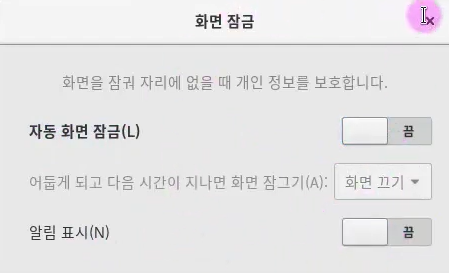 화면 잠금
화면을 잠궈 자리에 없을 때 개인 정보를 보호합니다.
자동 화면 잠금(L)
끔
어둡게 되고 다음 시간이 지나면 화면 잠그기(A):
화면 끄기
알림 표시(N)
끔